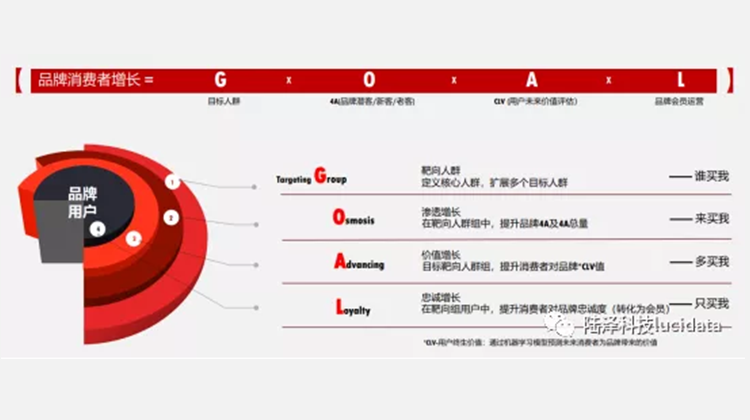 品牌消费者增长 = G x O x A x L
目标人群
4A(品牌潜客/新客/老客)
CLV (用户未来价值评估)
品牌会员运营
品牌
用户
1
2
3
4
Targeting Group
靶向人群
定义核心人群，扩展多个目标人群
谁买我
Osmosis
渗透增长
在靶向人群组中，提升品牌4A及4A总量
来买我
Advancing
价值增长
目标靶向人群组，提升消费者对品牌*CLV值
多买我
Loyalty
忠诚增长
在靶向组用户中，提升消费者对品牌忠诚度（转化为会员）
只买我
陆泽科技lucidata
*CLV-用户终生价值：通过机器学习模型预测未来消费者为品牌带来的价值